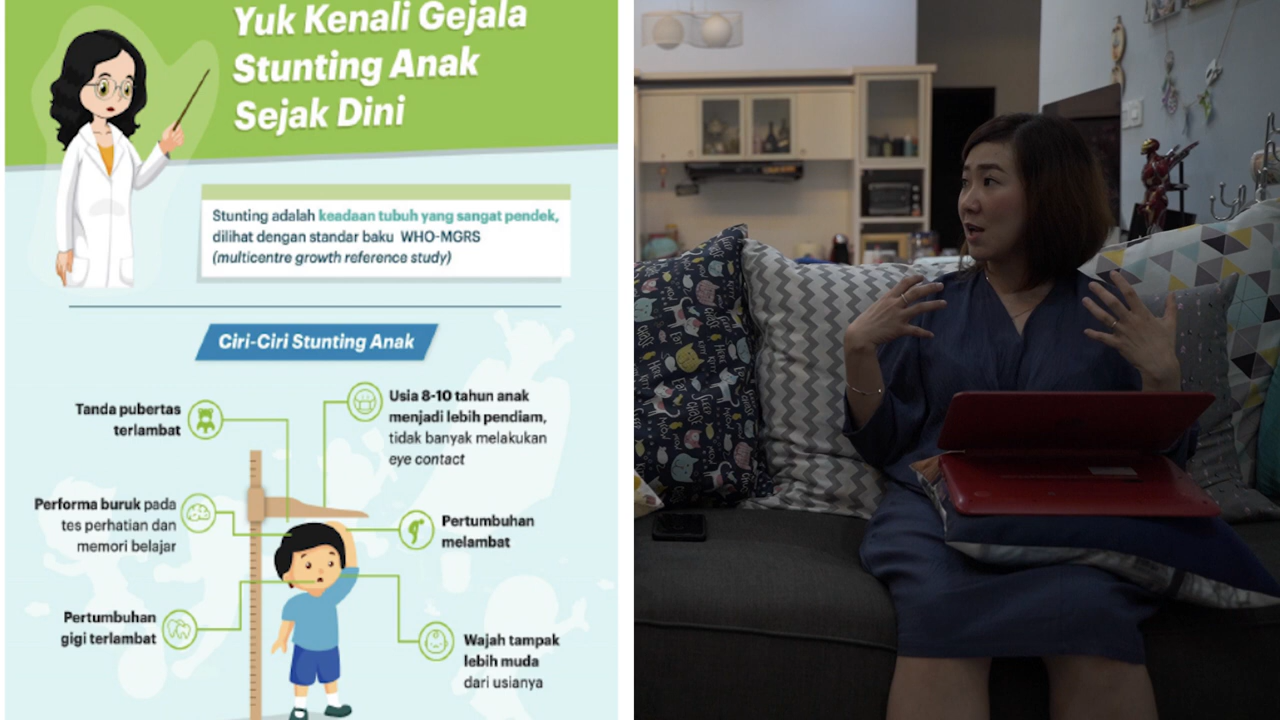 Yuk Kenali Gejala
Stunting Anak
Sejak Dini
Stunting adalah keadaan tubuh yang sangat pendek,
dilihat dengan standar baku WHO-MGRS
(multicentre growth reference study)
Ciri-Ciri Stunting Anak
Tanda pubertas
terlambat
Usia 8-10 tahun anak
menjadi lebih pendiam,
tidak banyak melakukan
eye contact
Performa buruk pada
tes perhatian dan
memori belajar
Pertumbuhan
melambat
Pertumbuhan
gigi terlambat
Wajah tampak
lebih muda
dari usianya